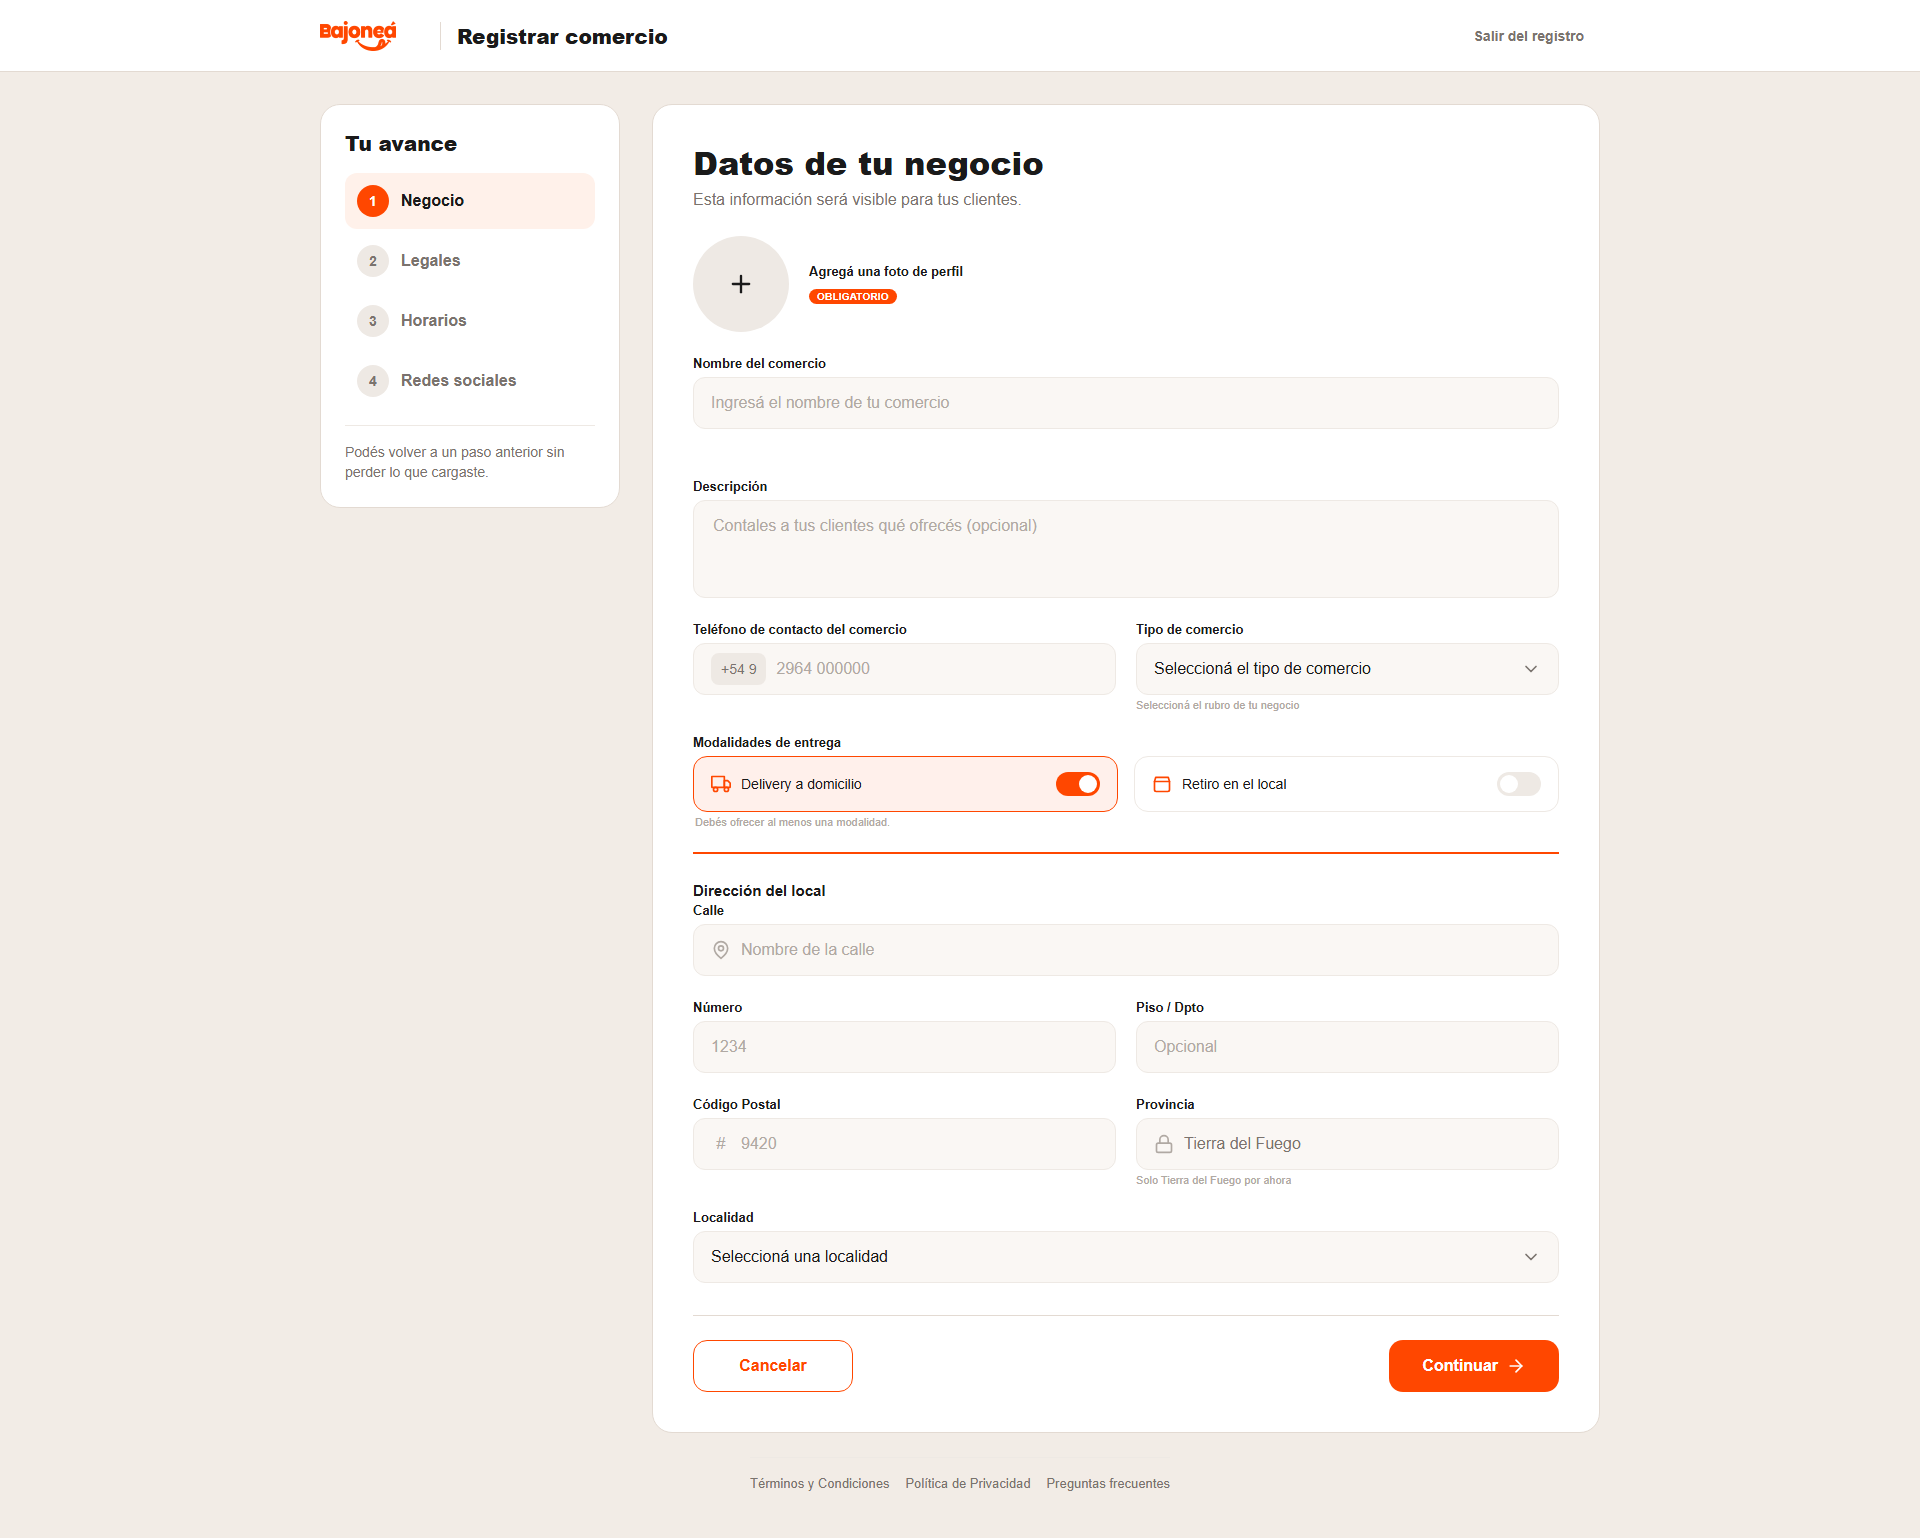 Bajoneá
Registrar comercio
Salir del registro
Tu avance
1 Negocio
2 Legales
3 Horarios
4 Redes sociales
Podés volver a un paso anterior sin
perder lo que cargaste.
Datos de tu negocio
Esta información será visible para tus clientes.
Agregá una foto de perfil
OBLIGATORIO
Nombre del comercio
Ingresá el nombre de tu comercio
Descripción
Contales a tus clientes qué ofrecés (opcional)
Teléfono de contacto del comercio
+54 9 2964 000000
Tipo de comercio
Seleccioná el tipo de comercio
Seleccioná el rubro de tu negocio
Modalidades de entrega
Delivery a domicilio
Retiro en el local
Debés ofrecer al menos una modalidad.
Dirección del local
Calle
Nombre de la calle
Número
1234
Piso / Dpto
Opcional
Código Postal
# 9420
Provincia
Tierra del Fuego
Solo Tierra del Fuego por ahora
Localidad
Seleccioná una localidad
Cancelar
Continuar
Términos y Condiciones
Política de Privacidad
Preguntas frecuentes